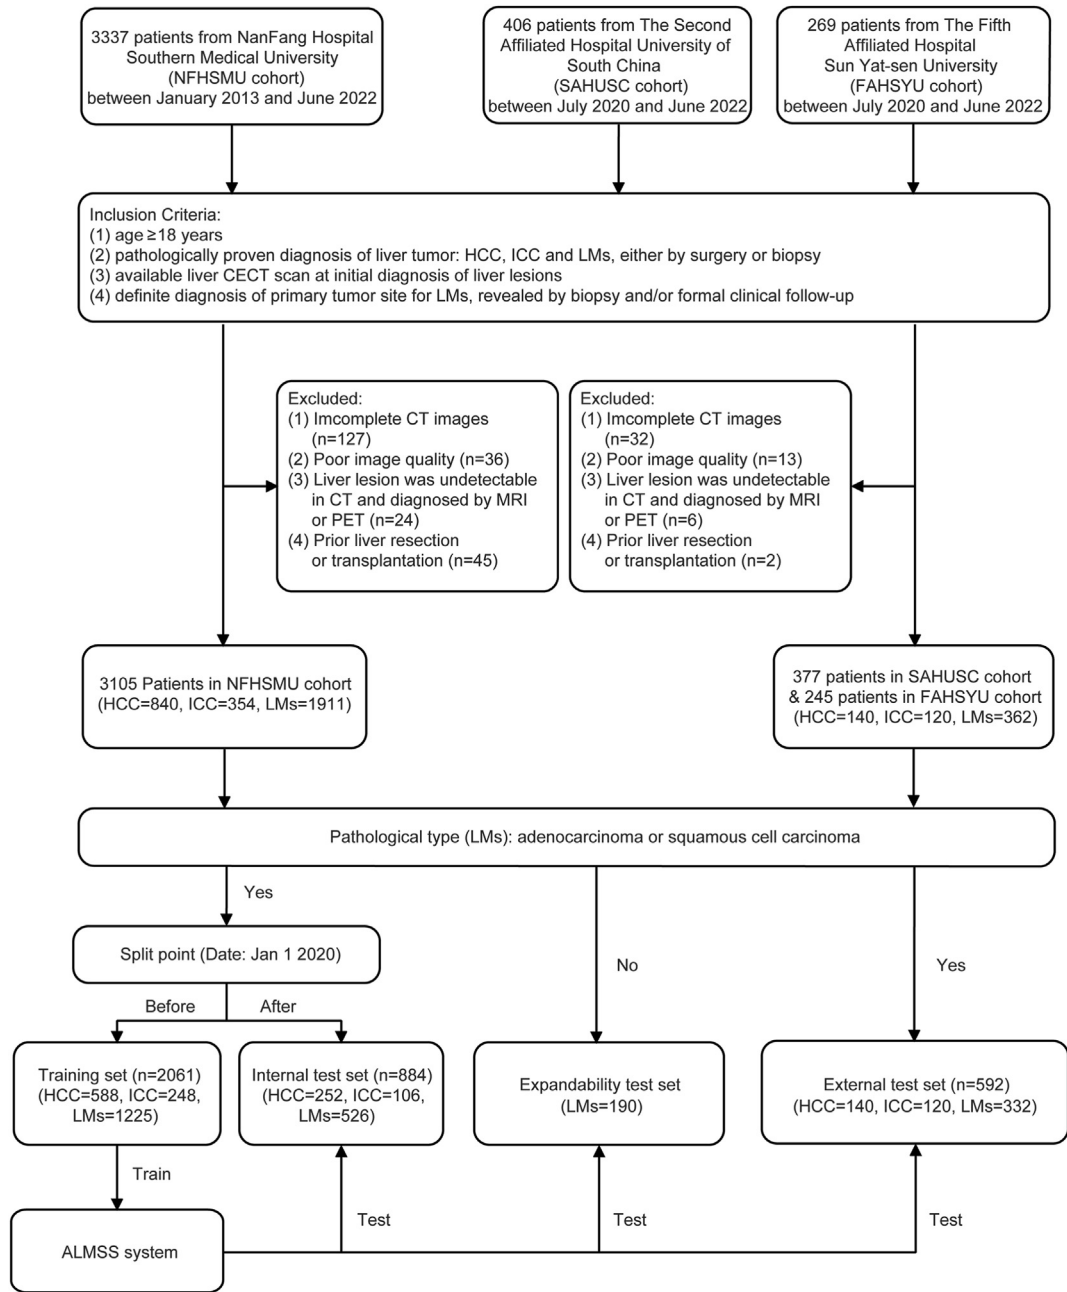 3337 patients from NanFang Hospital
Southern Medical University
(NFHSMU cohort)
between January 2013 and June 2022
406 patients from The Second
Affiliated Hospital University of
South China
(SAHUSC cohort)
between July 2020 and June 2022
269 patients from The Fifth
Affiliated Hospital
Sun Yat-sen University
(FAHSYU cohort)
between July 2020 and June 2022
Inclusion Criteria:
(1) age ≥18 years
(2) pathologically proven diagnosis of liver tumor: HCC, ICC and LMs, either by surgery or biopsy
(3) available liver CECT scan at initial diagnosis of liver lesions
(4) definite diagnosis of primary tumor site for LMs, revealed by biopsy and/or formal clinical follow-up
Excluded:
(1) Imcomplete CT images
(n=127)
(2) Poor image quality (n=36)
(3) Liver lesion was undetectable
in CT and diagnosed by MRI
or PET (n=24)
(4) Prior liver resection
or transplantation (n=45)
Excluded:
(1) Imcomplete CT images
(n=32)
(2) Poor image quality (n=13)
(3) Liver lesion was undetectable
in CT and diagnosed by MRI
or PET (n=6)
(4) Prior liver resection
or transplantation (n=2)
3105 Patients in NFHSMU cohort
(HCC=840, ICC=354, LMs=1911)
377 patients in SAHUSC cohort
& 245 patients in FAHSYU cohort
(HCC=140, ICC=120, LMs=362)
Pathological type (LMs): adenocarcinoma or squamous cell carcinoma
Yes
No
Yes
Split point (Date: Jan 1 2020)
Before
After
Training set (n=2061)
(HCC=588, ICC=248,
LMs=1225)
Internal test set (n=884)
(HCC=252, ICC=106,
LMs=526)
Expandability test set
(LMs=190)
External test set (n=592)
(HCC=140, ICC=120, LMs=332)
Train
Test
Test
Test
ALMSS system